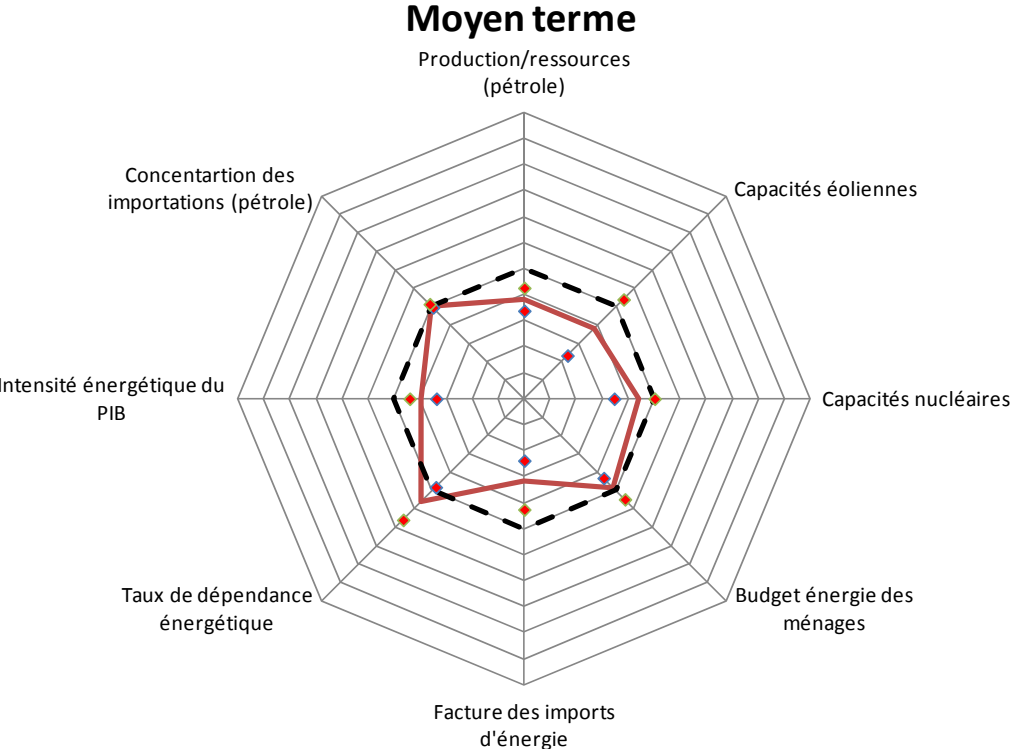 Moyen terme
Production/ressources
(pétrole)
Concentartion des
importations (pétrole)
Capacités éoliennes
Intensité énergétique du
PIB
Capacités nucléaires
Taux de dépendance
énergétique
Budget énergie des
ménages
Facture des imports
d'énergie